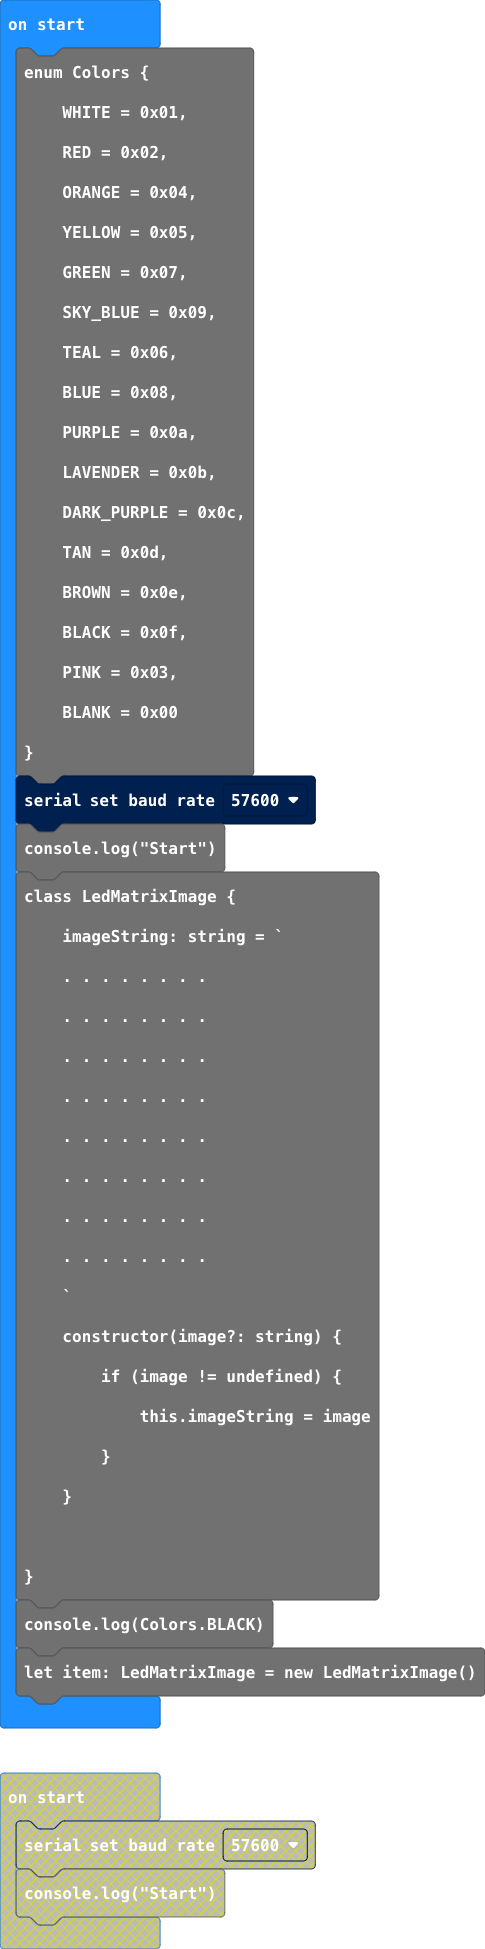 on start
enum Colors {
WHITE = 0x01,
RED = 0x02,
ORANGE = 0x04,
YELLOW = 0x05,
GREEN = 0x07,
SKY_BLUE = 0x09,
TEAL = 0x06,
BLUE = 0x08,
PURPLE = 0x0a,
LAVENDER = 0x0b,
DARK_PURPLE = 0x0c,
TAN = 0x0d,
BROWN = 0x0e,
BLACK = 0x0f,
PINK = 0x03,
BLANK = 0x00
}
serial set baud rate 57600
console.log("Start")
class LedMatrixImage {
imageString: string = `
. . . . . . . .
. . . . . . . .
. . . . . . . .
. . . . . . . .
. . . . . . . .
. . . . . . . .
. . . . . . . .
. . . . . . . .
`
constructor(image?: string) {
if (image != undefined) {
this.imageString = image
}
}
}
console.log(Colors.BLACK)
let item: LedMatrixImage = new LedMatrixImage()
on start
serial set baud rate 57600
console.log("Start")